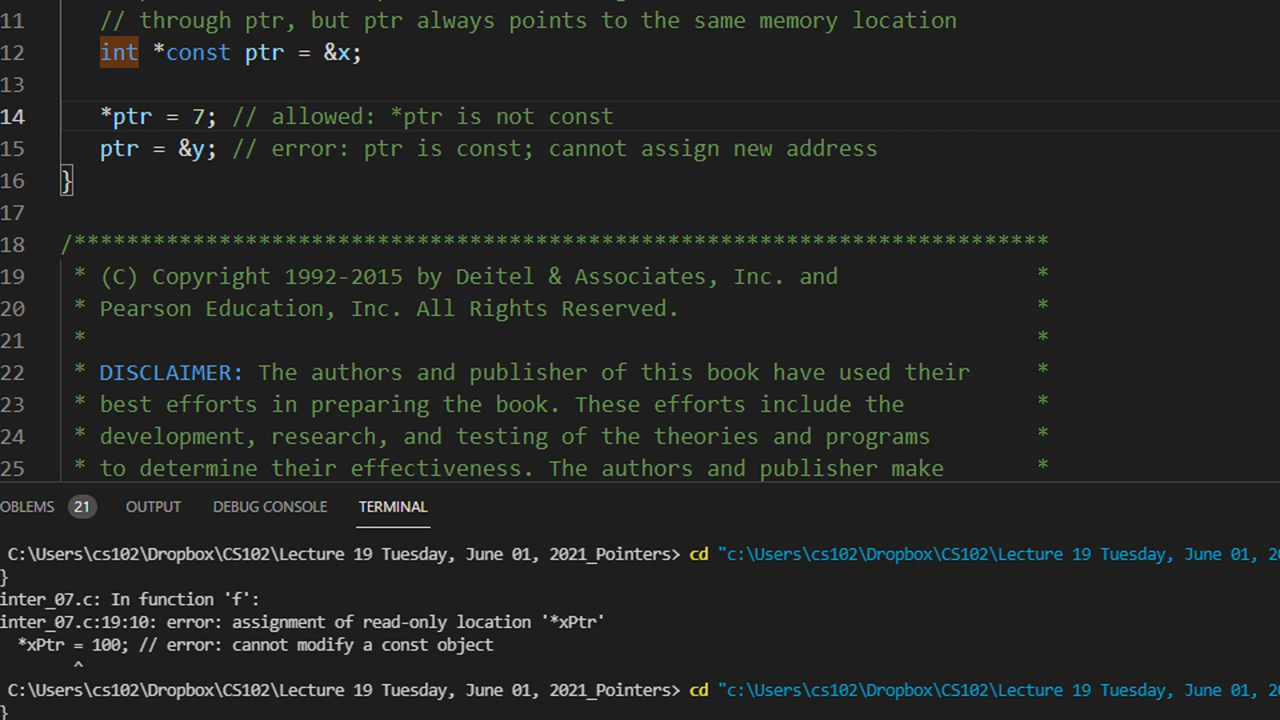 11 // through ptr, but ptr always points to the same memory location
12 int *const ptr = &x;
13
14 *ptr = 7; // allowed: *ptr is not const
15 ptr = &y; // error: ptr is const; cannot assign new address
16 }
17
18 /**************************************************************************
19 * (C) Copyright 1992-2015 by Deitel & Associates, Inc. and *
20 * Pearson Education, Inc. All Rights Reserved. *
21 * *
22 * DISCLAIMER: The authors and publisher of this book have used their *
23 * best efforts in preparing the book. These efforts include the *
24 * development, research, and testing of the theories and programs *
25 * to determine their effectiveness. The authors and publisher make *
OBLEMS 21 OUTPUT DEBUG CONSOLE TERMINAL
C:\Users\cs102\Dropbox\CS102\Lecture 19 Tuesday, June 01, 2021_Pointers> cd "c:\Users\cs102\Dropbox\CS102\Lecture 19 Tuesday, June 01, 20
}
inter_07.c: In function 'f':
inter_07.c:19:10: error: assignment of read-only location '*xPtr'
*xPtr = 100; // error: cannot modify a const object
^
C:\Users\cs102\Dropbox\CS102\Lecture 19 Tuesday, June 01, 2021_Pointers> cd "c:\Users\cs102\Dropbox\CS102\Lecture 19 Tuesday, June 01, 20
}